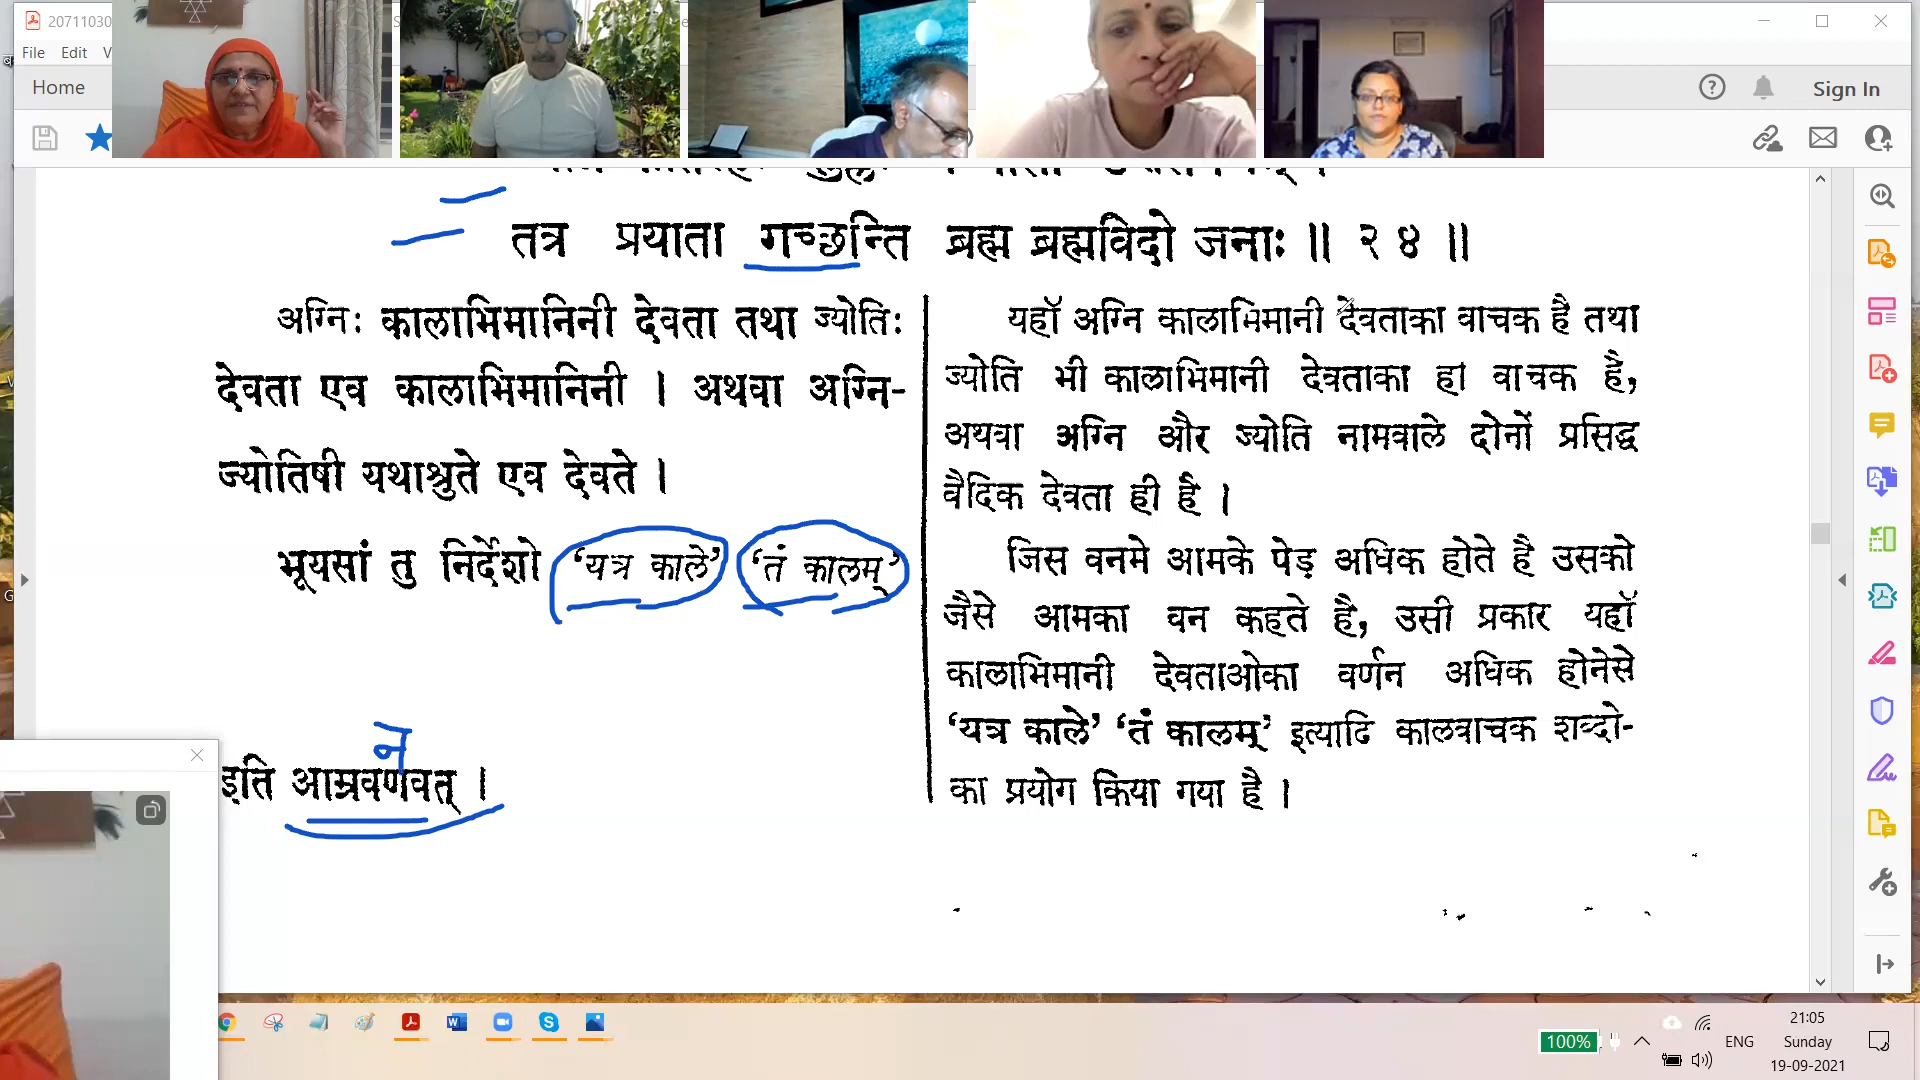 20711030
File Edit V
Home
Sign In
तत्र प्रयाता गच्छन्ति ब्रह्म ब्रह्मविदो जनाः ॥ २४ ॥
अग्निः कालाभिमानिनी देवता तथा ज्योतिः
देवता एव कालाभिमानिनी । अथवा अग्नि-
ज्योतिषी यथाश्रुते एव देवते ।
भूयसां तु निर्देशो ‘यत्र काले’ ‘तं कालम्’
न
इति आम्रवणवत् ।
यहाँ अग्नि कालाभिमानी देवताका वाचक है तथा
ज्योति भी कालाभिमानी देवताका ही वाचक है,
अथवा अग्नि और ज्योति नामवाले दोनों प्रसिद्ध
वैदिक देवता ही है ।
जिस वनमे आमके पेड़ अधिक होते है उसको
जैसे आमका वन कहते है, उसी प्रकार यहाँ
कालाभिमानी देवताओका वर्णन अधिक होनेसे
‘यत्र काले’ ‘तं कालम्’ इत्यादि कालवाचक शब्दो-
का प्रयोग किया गया है ।
100%
ENG
21:05
Sunday
19-09-2021